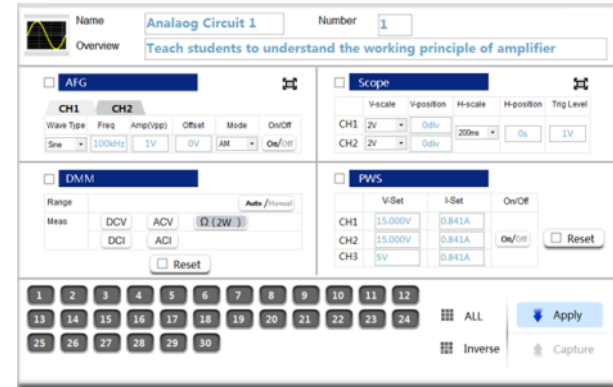 Name Analaog Circuit 1 Number 1
Overview Teach students to understand the working principle of amplifier
AFG
CH1 CH2
Wave Type Freq Amp(Vpp) Offset Mode On/Off
Sine 100kHz 1V 0V AM On/Off
Scope
V-scale V-position H-scale H-position Trig Level
CH1 2V 0div 200ms 0s 1V
CH2 2V 0div
DMM
Range Auto /Manual
Meas DCV ACV Ω (2W )
DCI ACI
Reset
PWS
V-Set I-Set On/Off
CH1 15.000V 0.841A
CH2 15.000V 0.841A On/Off Reset
CH3 5V 0.841A
1 2 3 4 5 6 7 8 9 10 11 12
13 14 15 16 17 18 19 20 21 22 23 24 ALL Apply
25 26 27 28 29 30 Inverse Capture